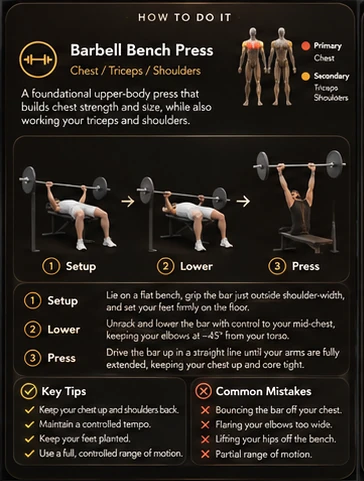 HOW TO DO IT
Barbell Bench Press
Chest / Triceps / Shoulders
A foundational upper-body press that
builds chest strength and size, while also
working your triceps and shoulders.
Primary
Chest
Secondary
Triceps
Shoulders
1 Setup
2 Lower
3 Press
1 Setup
Lie on a flat bench, grip the bar just outside shoulder-width,
and set your feet firmly on the floor.
2 Lower
Unrack and lower the bar with control to your mid-chest,
keeping your elbows at ~45° from your torso.
3 Press
Drive the bar up in a straight line until your arms are fully
extended, keeping your chest up and core tight.
Key Tips
Keep your chest up and shoulders back.
Maintain a controlled tempo.
Keep your feet planted.
Use a full, controlled range of motion.
Common Mistakes
Bouncing the bar off your chest.
Flaring your elbows too wide.
Lifting your hips off the bench.
Partial range of motion.